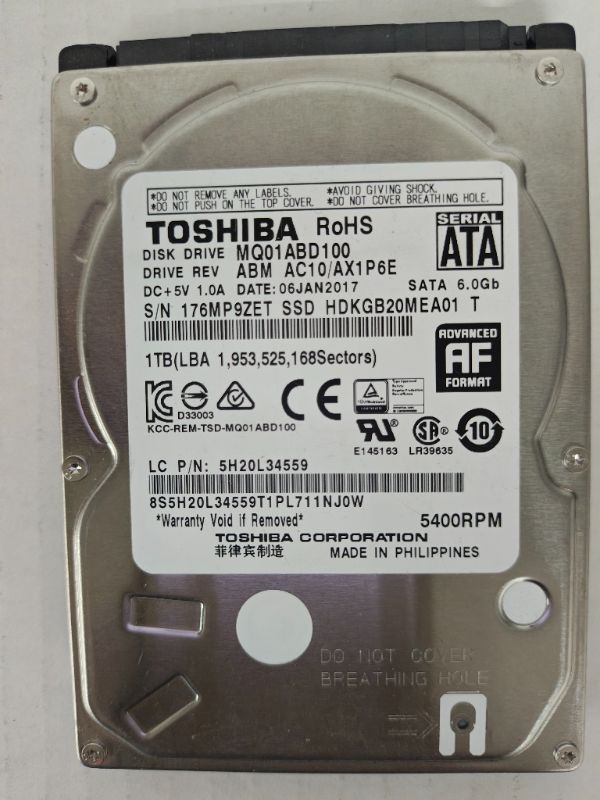 *DO NOT REMOVE ANY LABELS. *AVOID GIVING SHOCK.
*DO NOT PUSH ON THE TOP COVER. *DO NOT COVER BREATHING HOLE.
TOSHIBA RoHS
SERIAL
ATA
DISK DRIVE MQ01ABD100
DRIVE REV ABM AC10/AX1P6E
DC+5V 1.0A DATE:06JAN2017 SATA 6.0Gb
S/N 176MP9ZET SSD HDKGB20MEA01 T
ADVANCED
AF
FORMAT
1TB(LBA 1,953,525,168Sectors)
D33003
CE
KCC-REM-TSD-MQ01ABD100
E145163 LR39635
10
LC P/N: 5H20L34559
8S5H20L34559T1PL711NJ0W
*Warranty Void if Removed* 5400RPM
TOSHIBA CORPORATION
菲律宾制造 MADE IN PHILIPPINES
DO NOT COVER
BREATHING HOLE